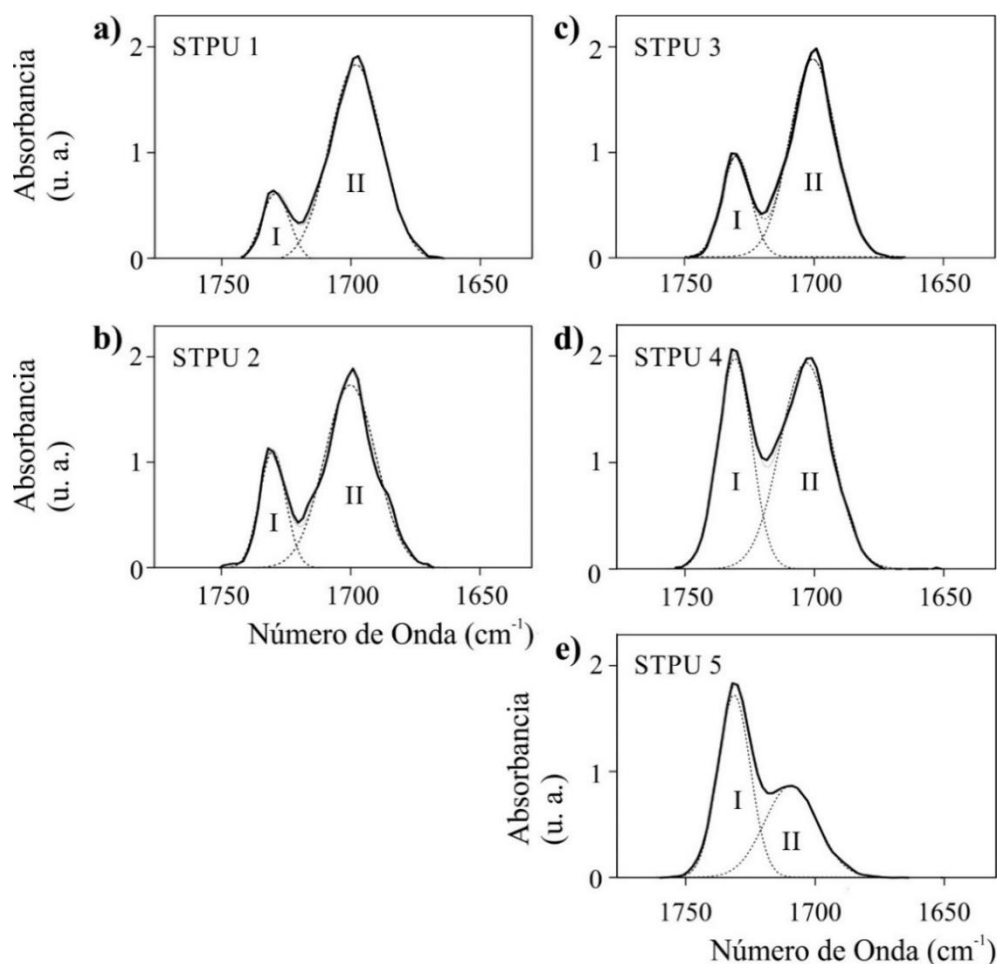 a)
STPU 1
2
1
0
I
II
1750 1700 1650
Absorbancia
(u. a.)
b)
STPU 2
2
1
0
I
II
1750 1700 1650
Absorbancia
(u. a.)
Número de Onda (cm-1)
c)
STPU 3
2
1
0
I
II
1750 1700 1650
d)
STPU 4
2
1
0
I
II
1750 1700 1650
e)
STPU 5
2
1
0
I
II
1750 1700 1650
Absorbancia
(u. a.)
Número de Onda (cm-1)